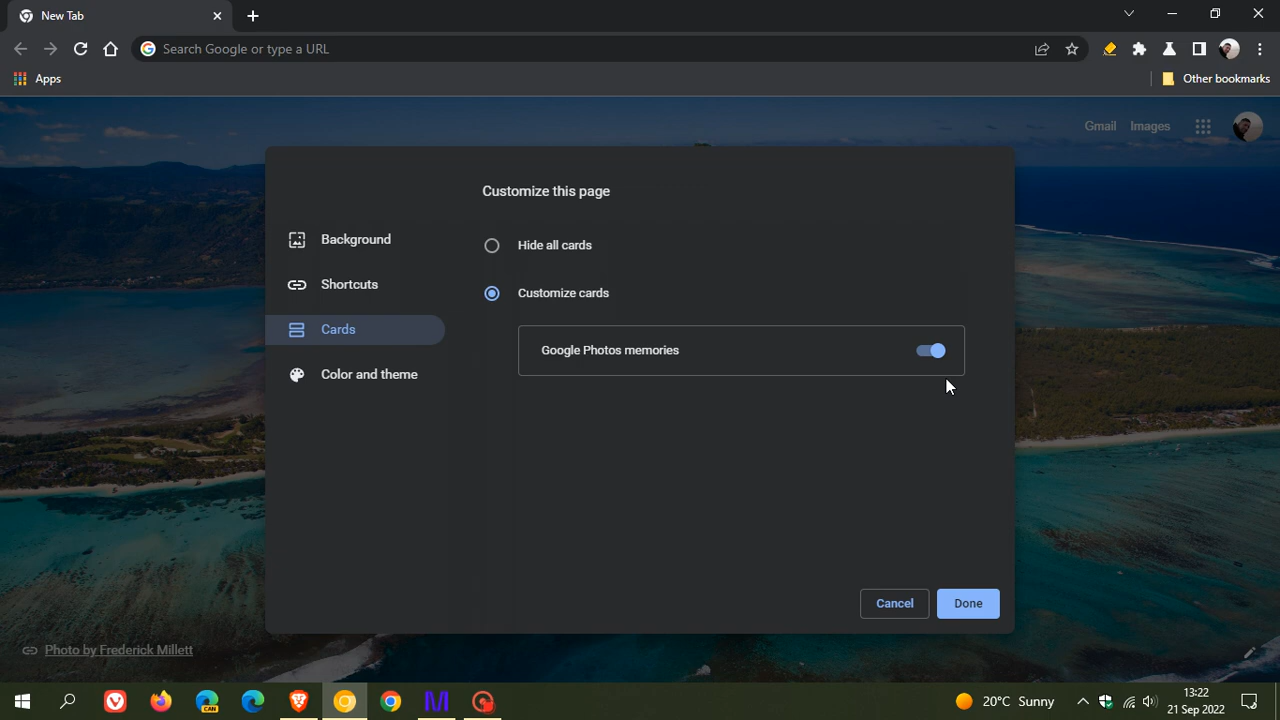 New Tab
Search Google or type a URL
Apps
Other bookmarks
Gmail Images
Customize this page
Background
Shortcuts
Cards
Color and theme
Hide all cards
Customize cards
Google Photos memories
Cancel Done
Photo by Frederick Millett
CAN
20°C Sunny
13:22
21 Sep 2022